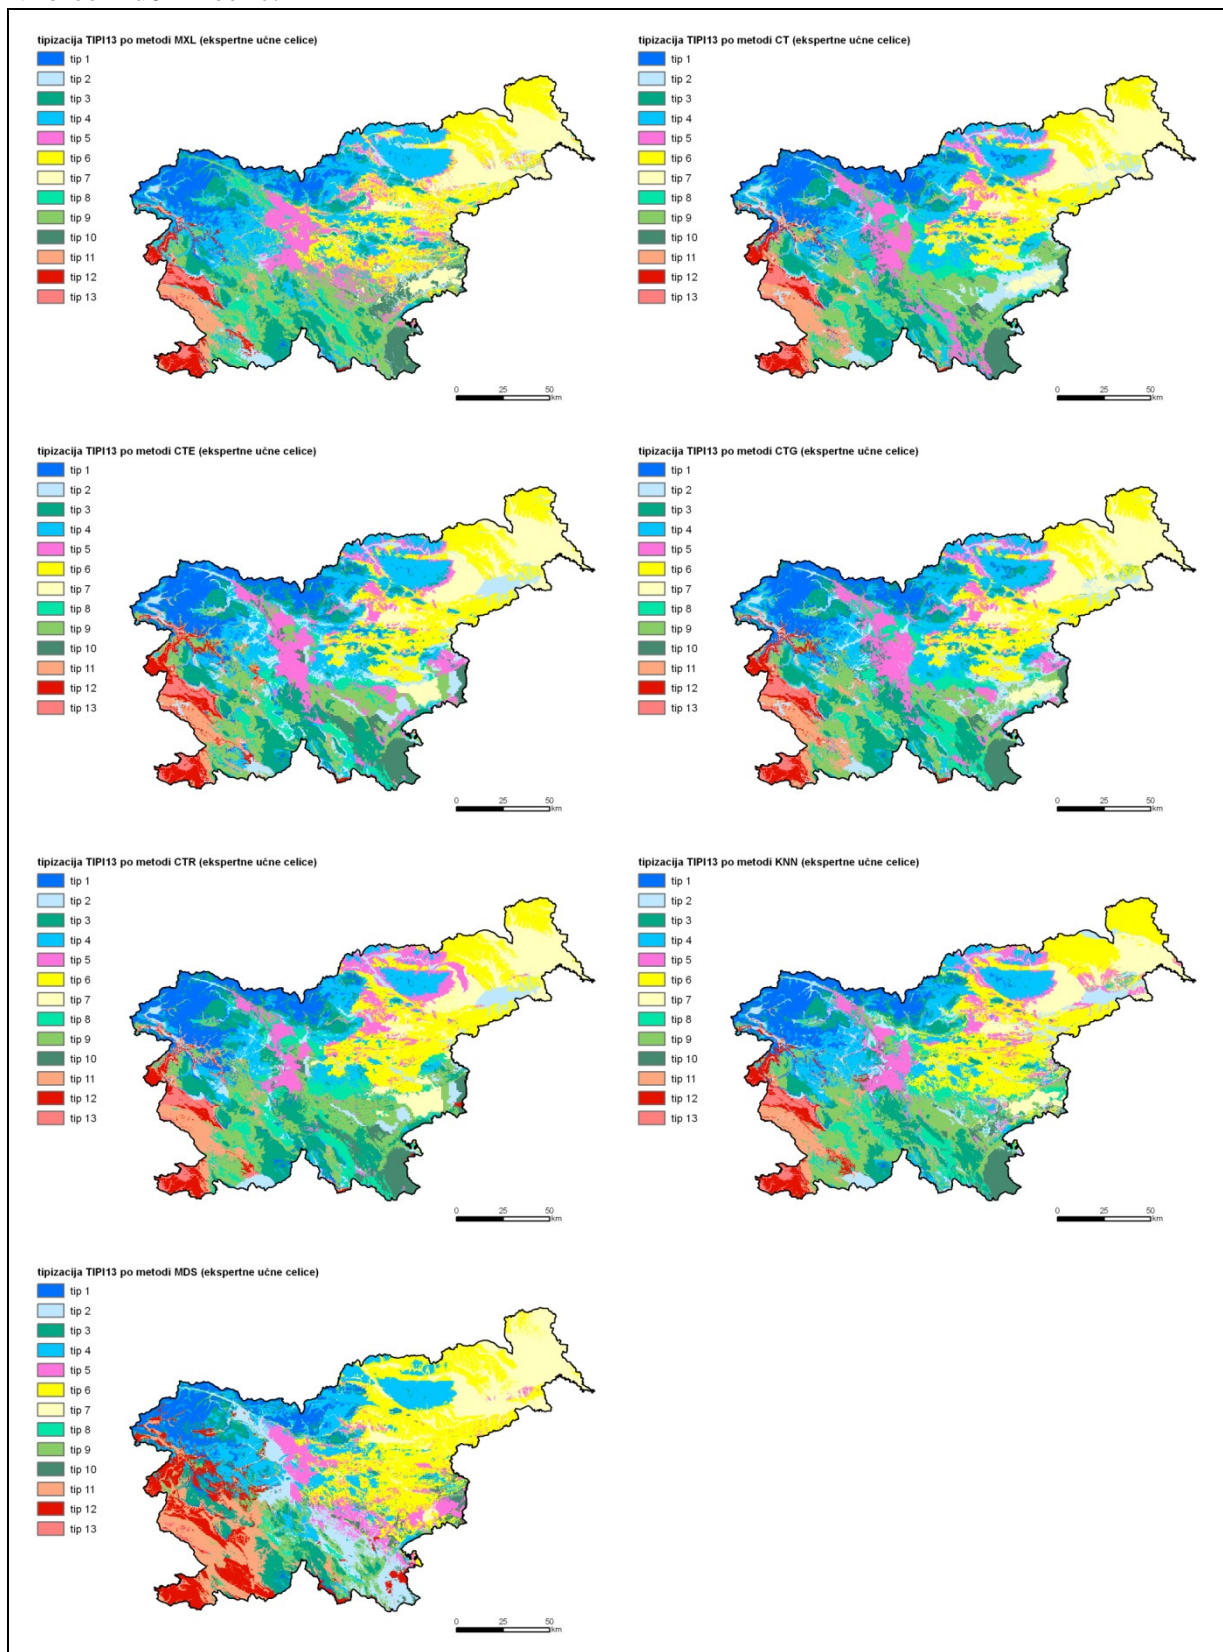 tipizacija TIPI13 po metodi MXL (ekspertne učne celice)
tip 1
tip 2
tip 3
tip 4
tip 5
tip 6
tip 7
tip 8
tip 9
tip 10
tip 11
tip 12
tip 13
0 25 50
km
tipizacija TIPI13 po metodi CT (ekspertne učne celice)
tip 1
tip 2
tip 3
tip 4
tip 5
tip 6
tip 7
tip 8
tip 9
tip 10
tip 11
tip 12
tip 13
0 25 50
km
tipizacija TIPI13 po metodi CTE (ekspertne učne celice)
tip 1
tip 2
tip 3
tip 4
tip 5
tip 6
tip 7
tip 8
tip 9
tip 10
tip 11
tip 12
tip 13
0 25 50
km
tipizacija TIPI13 po metodi CTG (ekspertne učne celice)
tip 1
tip 2
tip 3
tip 4
tip 5
tip 6
tip 7
tip 8
tip 9
tip 10
tip 11
tip 12
tip 13
0 25 50
km
tipizacija TIPI13 po metodi CTR (ekspertne učne celice)
tip 1
tip 2
tip 3
tip 4
tip 5
tip 6
tip 7
tip 8
tip 9
tip 10
tip 11
tip 12
tip 13
0 25 50
km
tipizacija TIPI13 po metodi KNN (ekspertne učne celice)
tip 1
tip 2
tip 3
tip 4
tip 5
tip 6
tip 7
tip 8
tip 9
tip 10
tip 11
tip 12
tip 13
0 25 50
km
tipizacija TIPI13 po metodi MDS (ekspertne učne celice)
tip 1
tip 2
tip 3
tip 4
tip 5
tip 6
tip 7
tip 8
tip 9
tip 10
tip 11
tip 12
tip 13
0 25 50
km